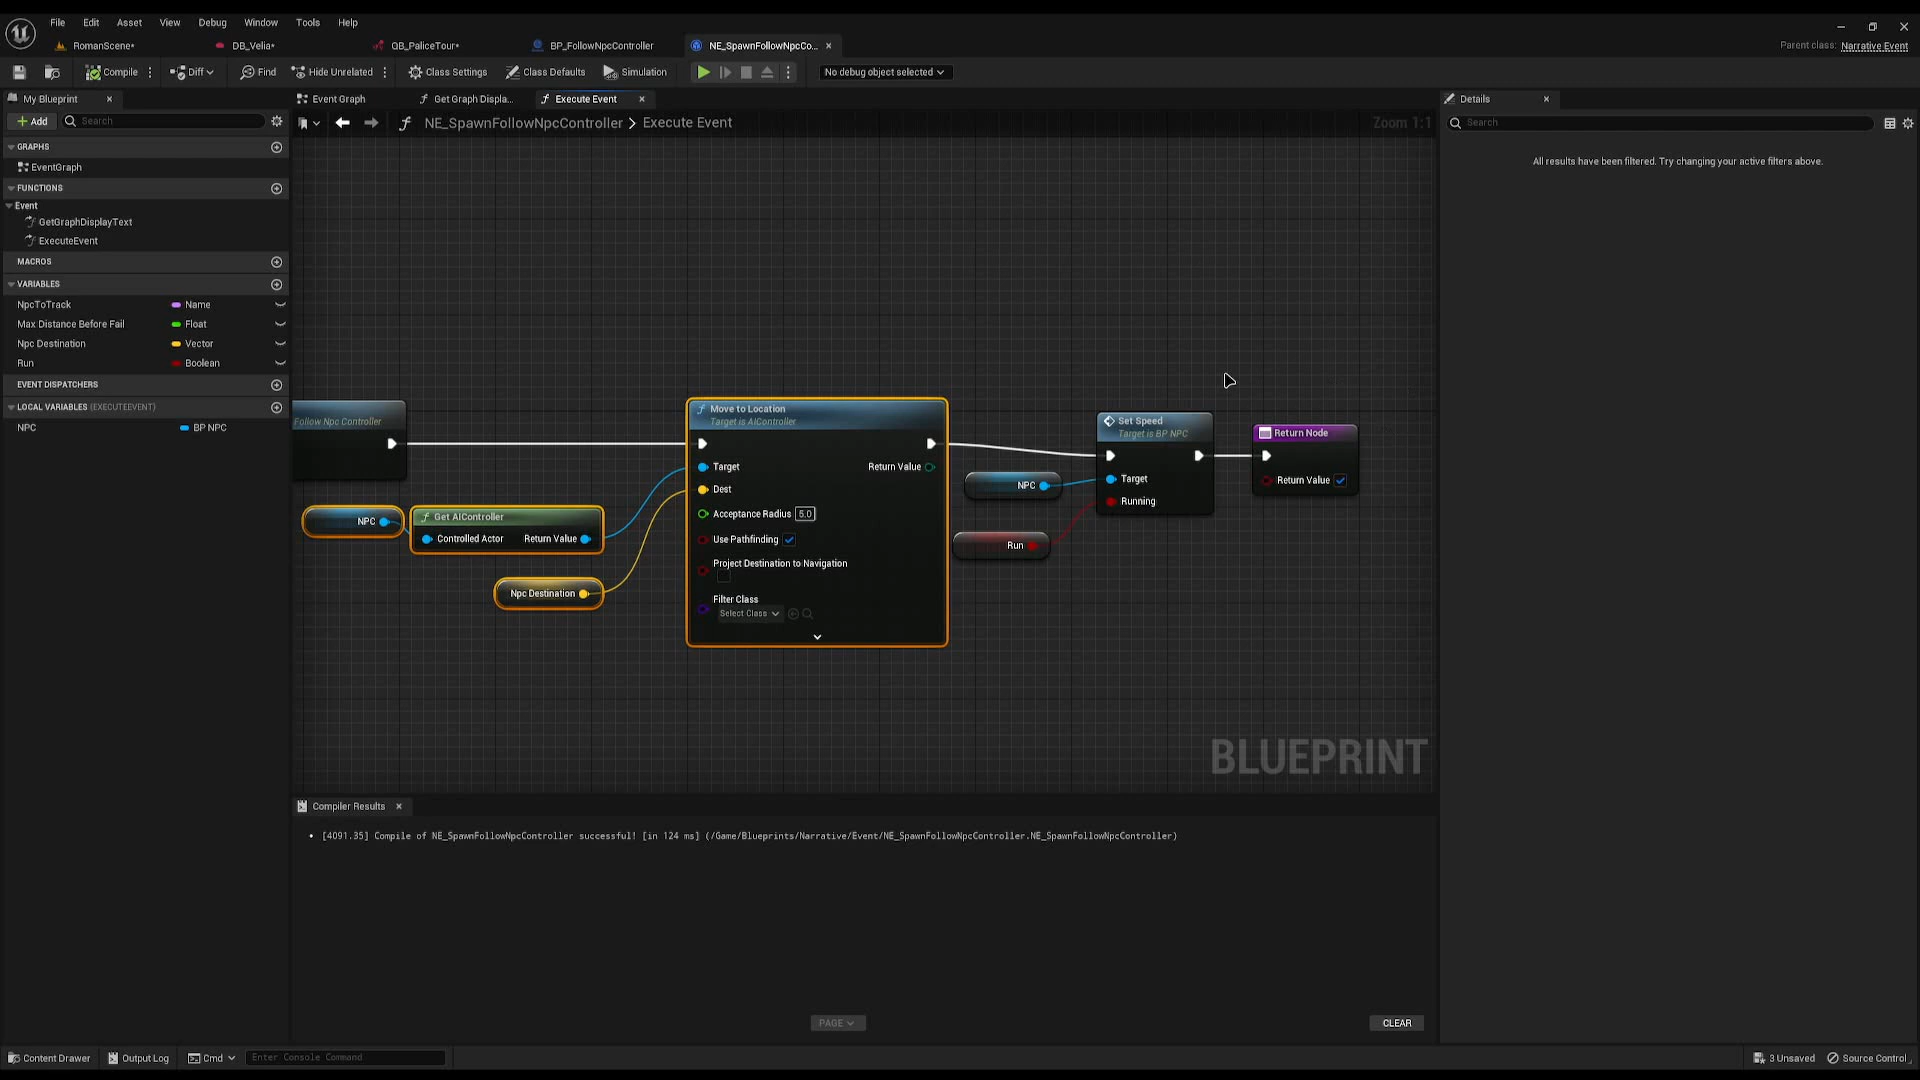 File Edit Asset View Debug Window Tools Help
RomanScene* DB_Velia* QB_PaliceTour* BP_FollowNpcController NE_SpawnFollowNpcCo...
Parent class: Narrative Event
Compile Diff Find Hide Unrelated Class Settings Class Defaults Simulation No debug object selected
My Blueprint Event Graph Get Graph Displa... Execute Event Details
Add Search NE_SpawnFollowNpcController > Execute Event Zoom 1:1 Search
GRAPHS
EventGraph
FUNCTIONS
Event
GetGraphDisplayText
ExecuteEvent
MACROS
VARIABLES
NpcToTrack Name
Max Distance Before Fail Float
Npc Destination Vector
Run Boolean
EVENT DISPATCHERS
LOCAL VARIABLES (EXECUTEEVENT)
NPC BP NPC
All results have been filtered. Try changing your active filters above.
Follow Npc Controller
NPC
Get AIController
Controlled Actor Return Value
Npc Destination
Move to Location
Target is AIController
Target Return Value
Dest
Acceptance Radius 5.0
Use Pathfinding
Project Destination to Navigation
Filter Class
Select Class
NPC
Run
Set Speed
Target is BP NPC
Target
Running
Return Node
Return Value
BLUEPRINT
Compiler Results
[4091.35] Compile of NE_SpawnFollowNpcController successful! [in 124 ms] (/Game/Blueprints/Narrative/Event/NE_SpawnFollowNpcController.NE_SpawnFollowNpcController)
PAGE CLEAR
Content Drawer Output Log Cmd Enter Console Command 3 Unsaved Source Control